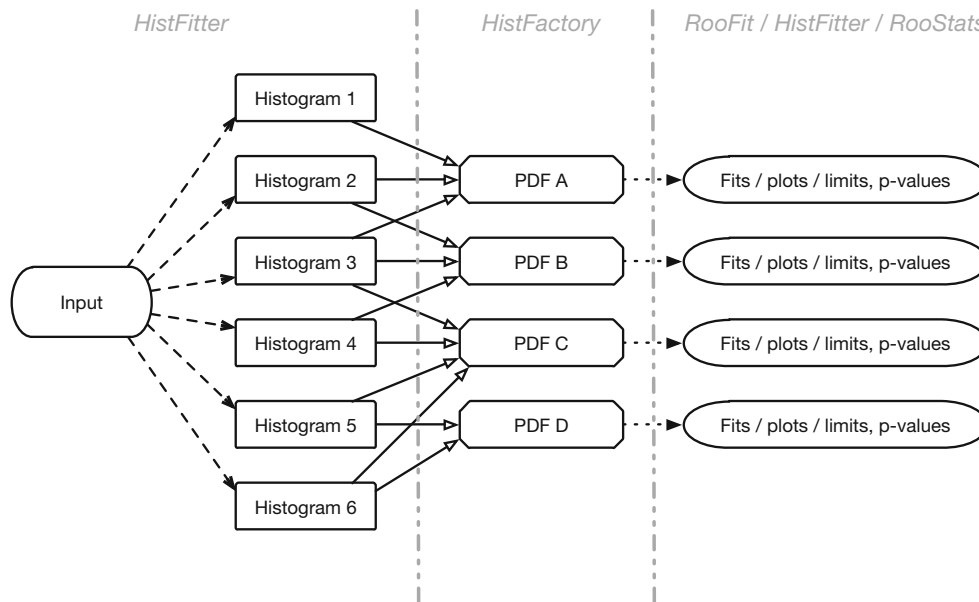 HistFitter
HistFactory
RooFit / HistFitter / RooStats
Histogram 1
Histogram 2
PDF A
Fits / plots / limits, p-values
Histogram 3
PDF B
Fits / plots / limits, p-values
Input
Histogram 4
PDF C
Fits / plots / limits, p-values
Histogram 5
PDF D
Fits / plots / limits, p-values
Histogram 6